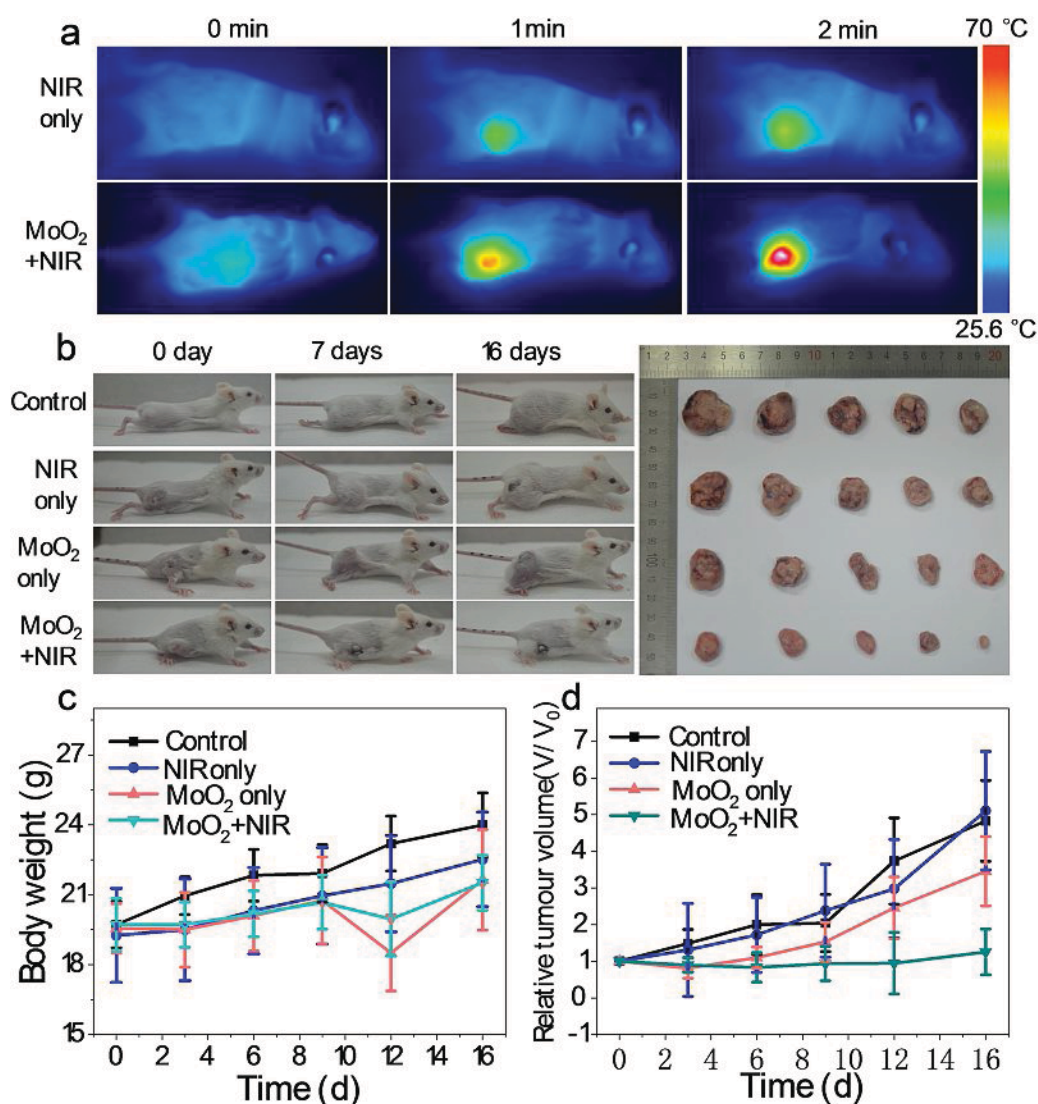 a
0 min
1min
2 min
70 °C
NIR
only
MoO₂
+NIR
25.6 °C
b
0 day
7 days
16 days
Control
NIR
only
MoO₂
only
MoO₂
+NIR
1 2 3 4 5 6 7 8 9 10 1 2 3 4 5 6 7 8 9 20
c
27
24
21
18
15
Body weight (g)
Control
NIRonly
MoO₂ only
MoO₂+NIR
0 2 4 6 8 10 12 14 16
Time (d)
d
7
6
5
4
3
2
1
0
-1
Relative tumour volume(V/ V₀)
Control
NIRonly
MoO₂ only
MoO₂+NIR
0 2 4 6 8 10 12 14 16
Time (d)